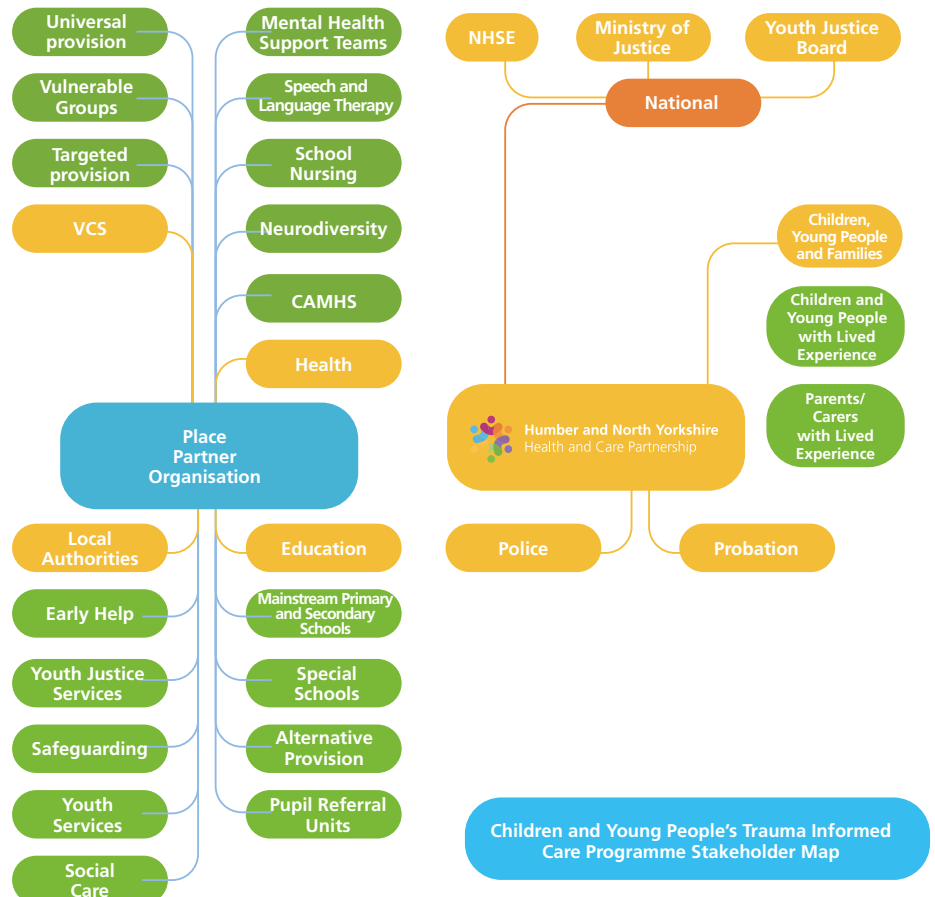 Universal
provision
Mental Health
Support Teams
Vulnerable
Groups
Speech and
Language Therapy
Targeted
provision
School
Nursing
VCS
Neurodiversity
CAMHS
Health
Place
Partner
Organisation
Local
Authorities
Education
Early Help
Mainstream Primary
and Secondary
Schools
Youth Justice
Services
Special
Schools
Safeguarding
Alternative
Provision
Youth
Services
Pupil Referral
Units
Social
Care
NHSE
Ministry of
Justice
Youth Justice
Board
National
Children,
Young People
and Families
Children and
Young People
with Lived
Experience
Parents/
Carers
with Lived
Experience
Humber and North Yorkshire
Health and Care Partnership
Police
Probation
Children and Young People’s Trauma Informed
Care Programme Stakeholder Map